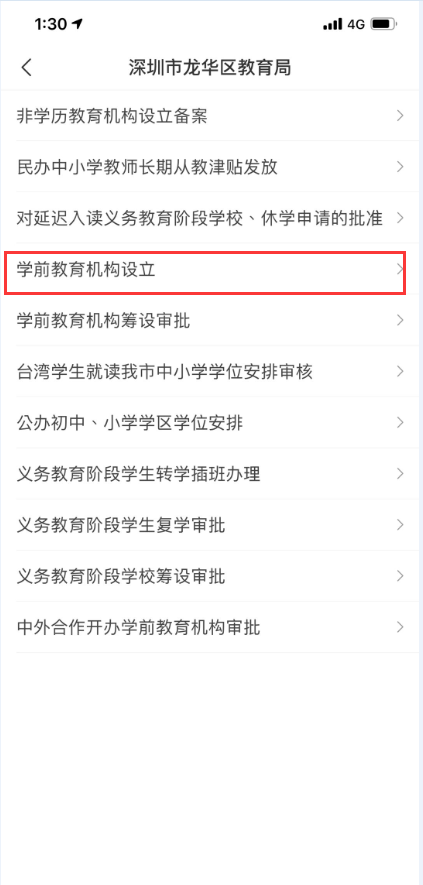 1:30
4G
深圳市龙华区教育局
非学历教育机构设立备案
民办中小学教师长期从教津贴发放
对延迟入读义务教育阶段学校、休学申请的批准
学前教育机构设立
学前教育机构筹设审批
台湾学生就读我市中小学学位安排审核
公办初中、小学学区学位安排
义务教育阶段学生转学插班办理
义务教育阶段学生复学审批
义务教育阶段学校筹设审批
中外合作开办学前教育机构审批